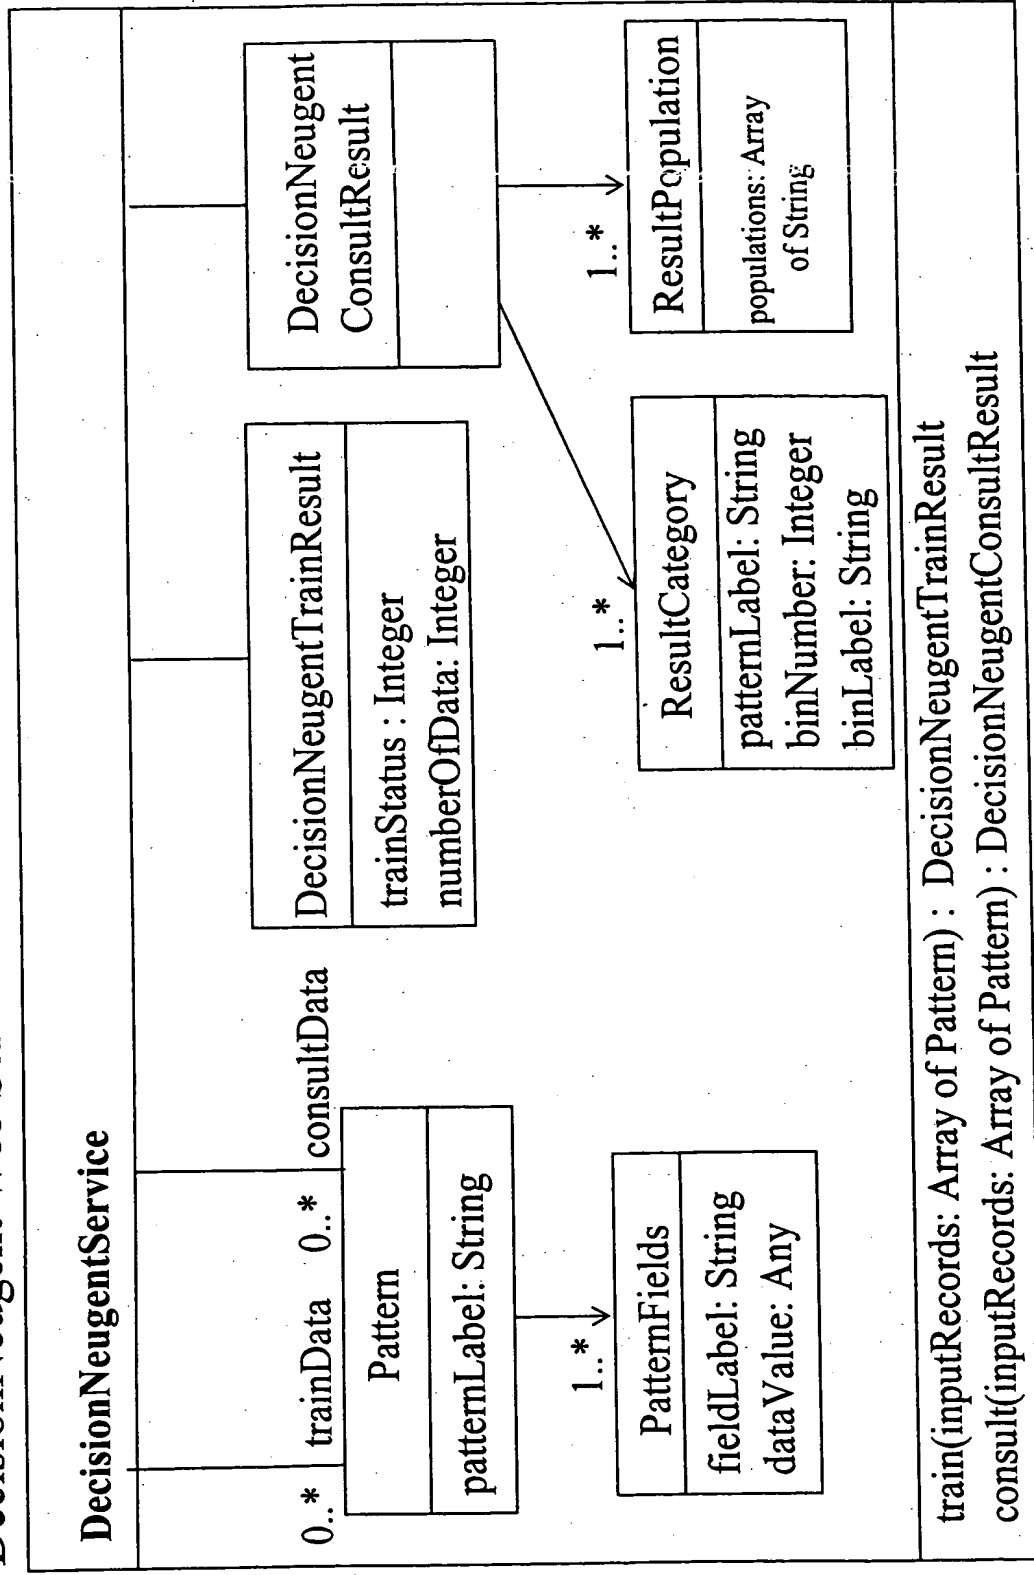 DecisionNeugentService
0..*
trainData
0..*
consultData
Pattern
patternLabel: String
1..*
PatternFields
fieldLabel: String
dataValue: Any
DecisionNeugentTrainResult
trainStatus : Integer
numberOfData: Integer
DecisionNeugent
ConsultResult
1..*
ResultCategory
patternLabel: String
binNumber: Integer
binLabel: String
1..*
ResultPopulation
populations: Array
of String
train(inputRecords: Array of Pattern) : DecisionNeugentTrainResult
consult(inputRecords: Array of Pattern) : DecisionNeugentConsultResult